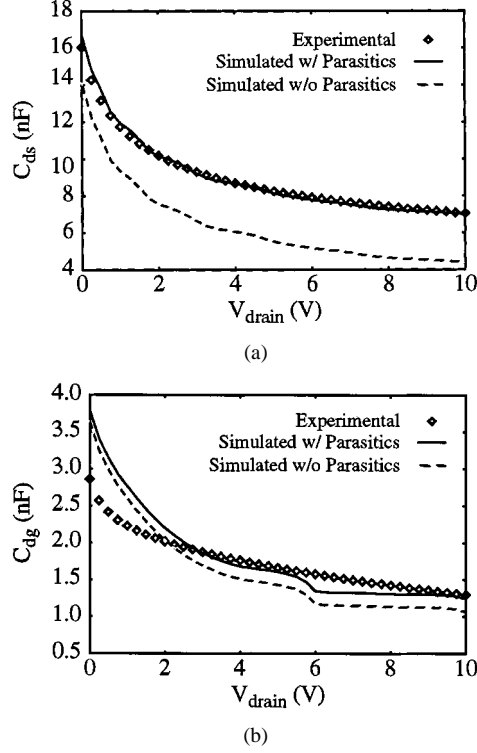 18
16
14
12
10
8
6
4
C_ds (nF)
Experimental
Simulated w/ Parasitics
Simulated w/o Parasitics
0 2 4 6 8 10
V_drain (V)
(a)
4.0
3.5
3.0
2.5
2.0
1.5
1.0
0.5
C_dg (nF)
Experimental
Simulated w/ Parasitics
Simulated w/o Parasitics
0 2 4 6 8 10
V_drain (V)
(b)